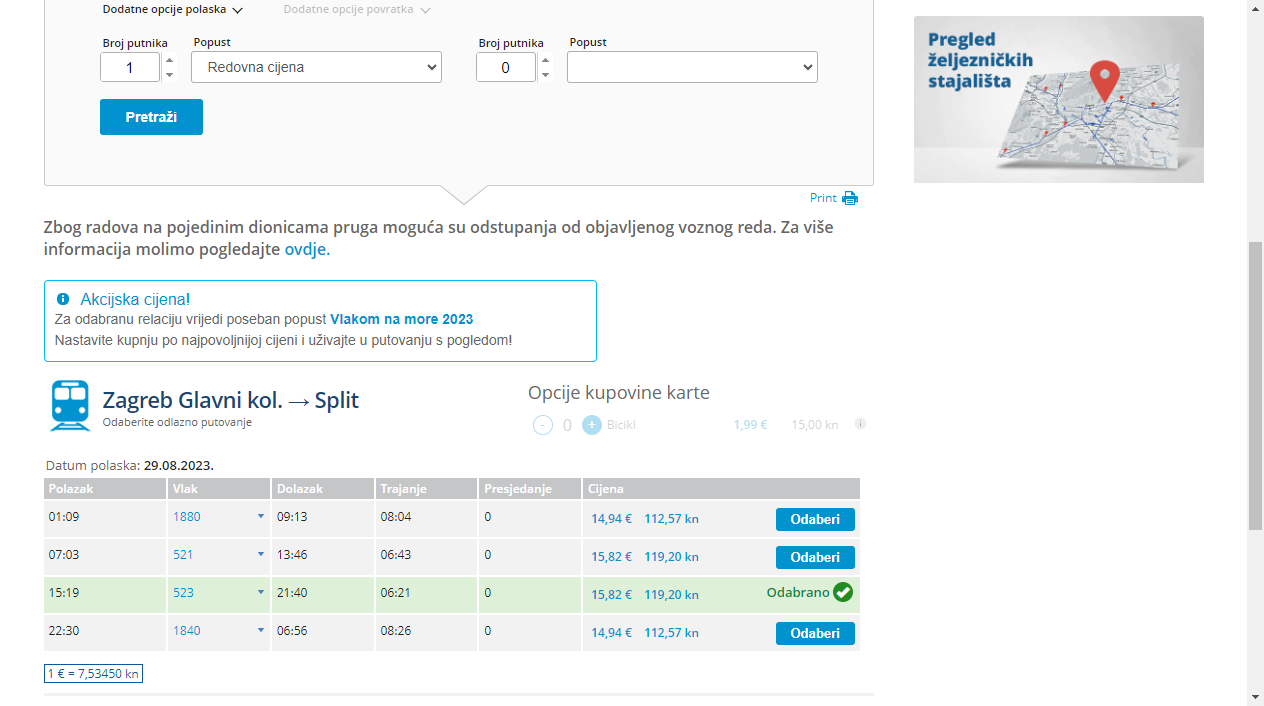 Dodatne opcije polaska
Dodatne opcije povratka
Broj putnika
Popust
Broj putnika
Popust
1
Redovna cijena
0
Pretraži
Pregled
željezničkih
stajališta
Print
Zbog radova na pojedinim dionicama pruga moguća su odstupanja od objavljenog voznog reda. Za više
informacija molimo pogledajte ovdje.
Akcijska cijena!
Za odabranu relaciju vrijedi poseban popust Vlakom na more 2023
Nastavite kupnju po najpovoljnijoj cijeni i uživajte u putovanju s pogledom!
Zagreb Glavni kol. → Split
Odaberite odlazno putovanje
Opcije kupovine karte
- 0 + Bicikl 1,99 € 15,00 kn i
Datum polaska: 29.08.2023.
Polazak Vlak Dolazak Trajanje Presjedanje Cijena
01:09 1880 09:13 08:04 0 14,94 € 112,57 kn Odaberi
07:03 521 13:46 06:43 0 15,82 € 119,20 kn Odaberi
15:19 523 21:40 06:21 0 15,82 € 119,20 kn Odabrano
22:30 1840 06:56 08:26 0 14,94 € 112,57 kn Odaberi
1 € = 7,53450 kn